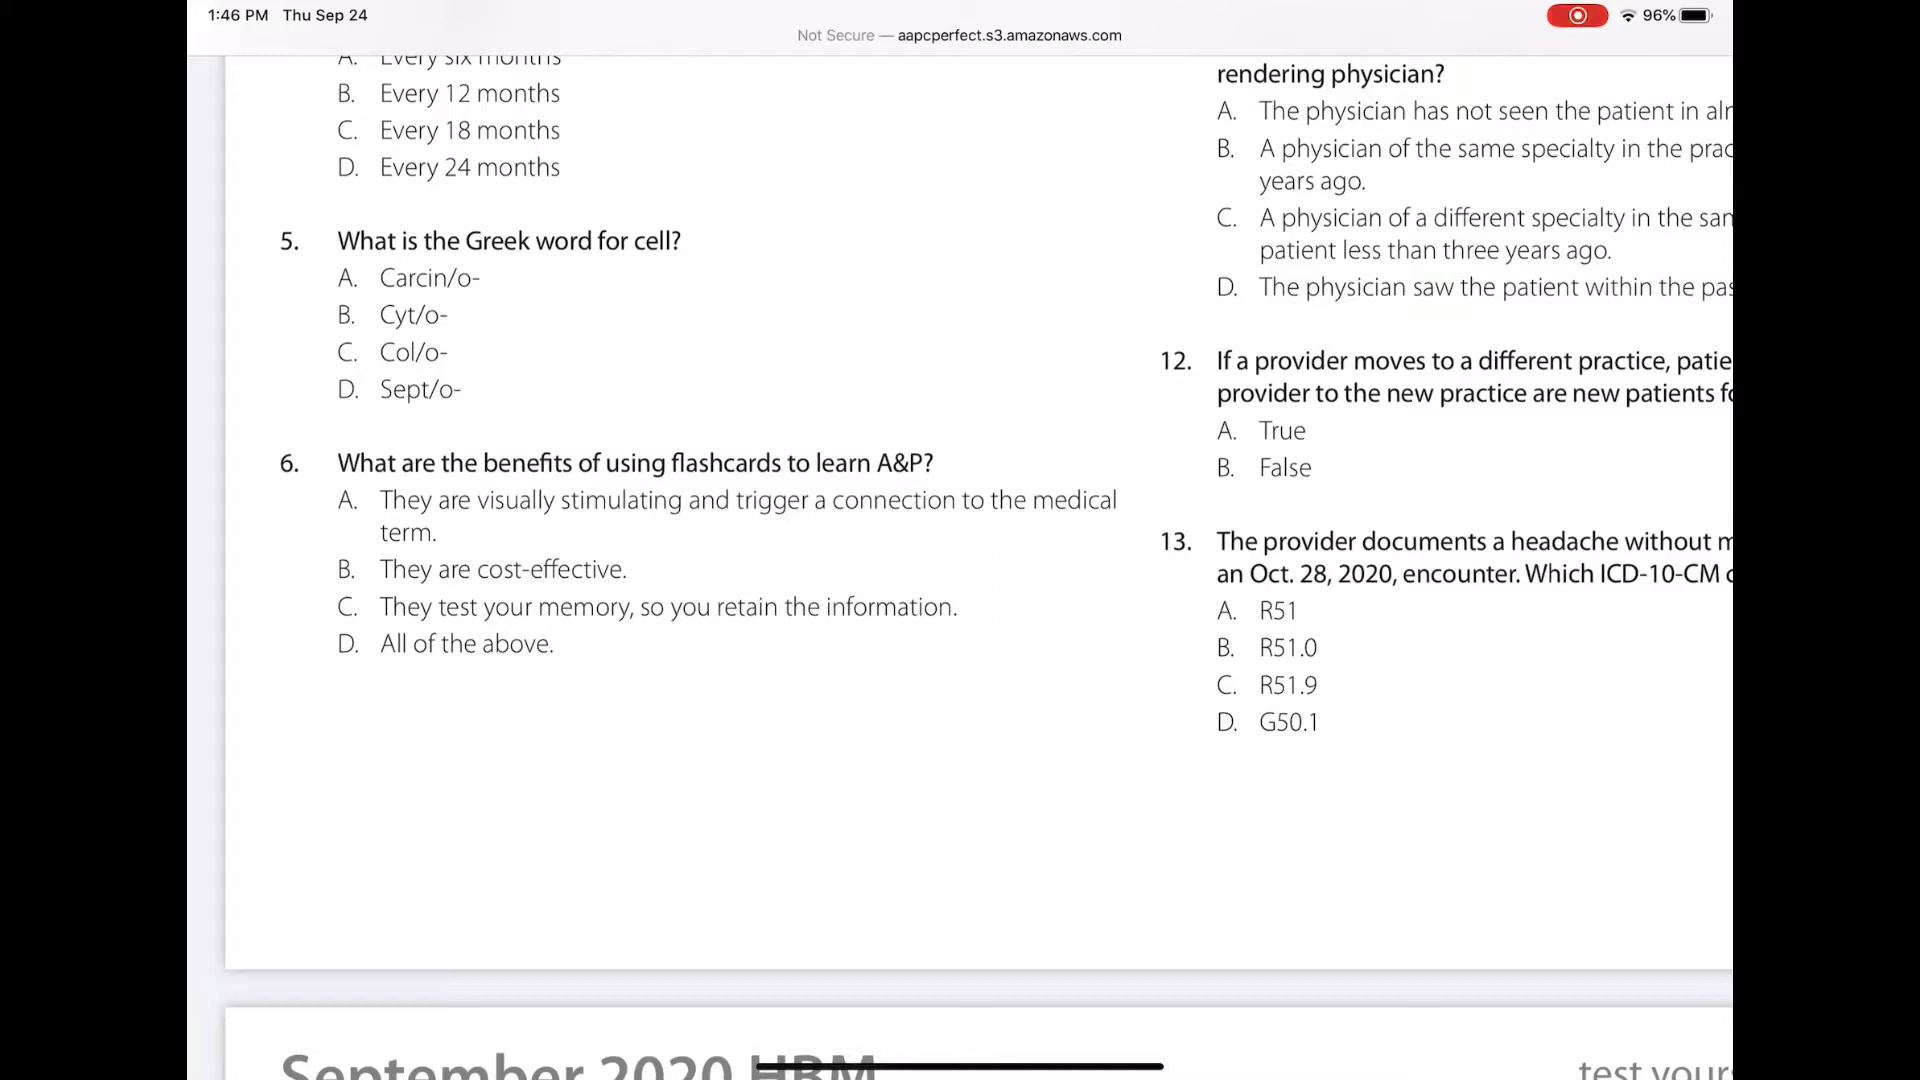 1:46 PM Thu Sep 24
96%
Not Secure — aapcperfect.s3.amazonaws.com
A. Every six months
B. Every 12 months
C. Every 18 months
D. Every 24 months
5. What is the Greek word for cell?
A. Carcin/o-
B. Cyt/o-
C. Col/o-
D. Sept/o-
6. What are the benefits of using flashcards to learn A&P?
A. They are visually stimulating and trigger a connection to the medical
term.
B. They are cost-effective.
C. They test your memory, so you retain the information.
D. All of the above.
rendering physician?
A. The physician has not seen the patient in
B. A physician of the same specialty in the
years ago.
C. A physician of a different specialty in the
patient less than three years ago.
D. The physician saw the patient within the
12. If a provider moves to a different practice,
provider to the new practice are new patients
A. True
B. False
13. The provider documents a headache without
an Oct. 28, 2020, encounter. Which ICD-10-CM
A. R51
B. R51.0
C. R51.9
D. G50.1
September 2020 HBM
test